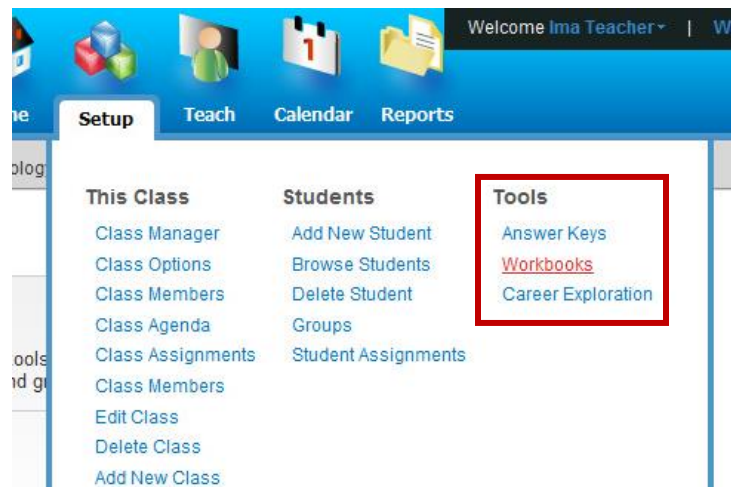 Welcome Ima Teacher | W
1
Setup Teach Calendar Reports
This Class
Class Manager
Class Options
Class Members
Class Agenda
Class Assignments
Class Members
Edit Class
Delete Class
Add New Class
Students
Add New Student
Browse Students
Delete Student
Groups
Student Assignments
Tools
Answer Keys
Workbooks
Career Exploration